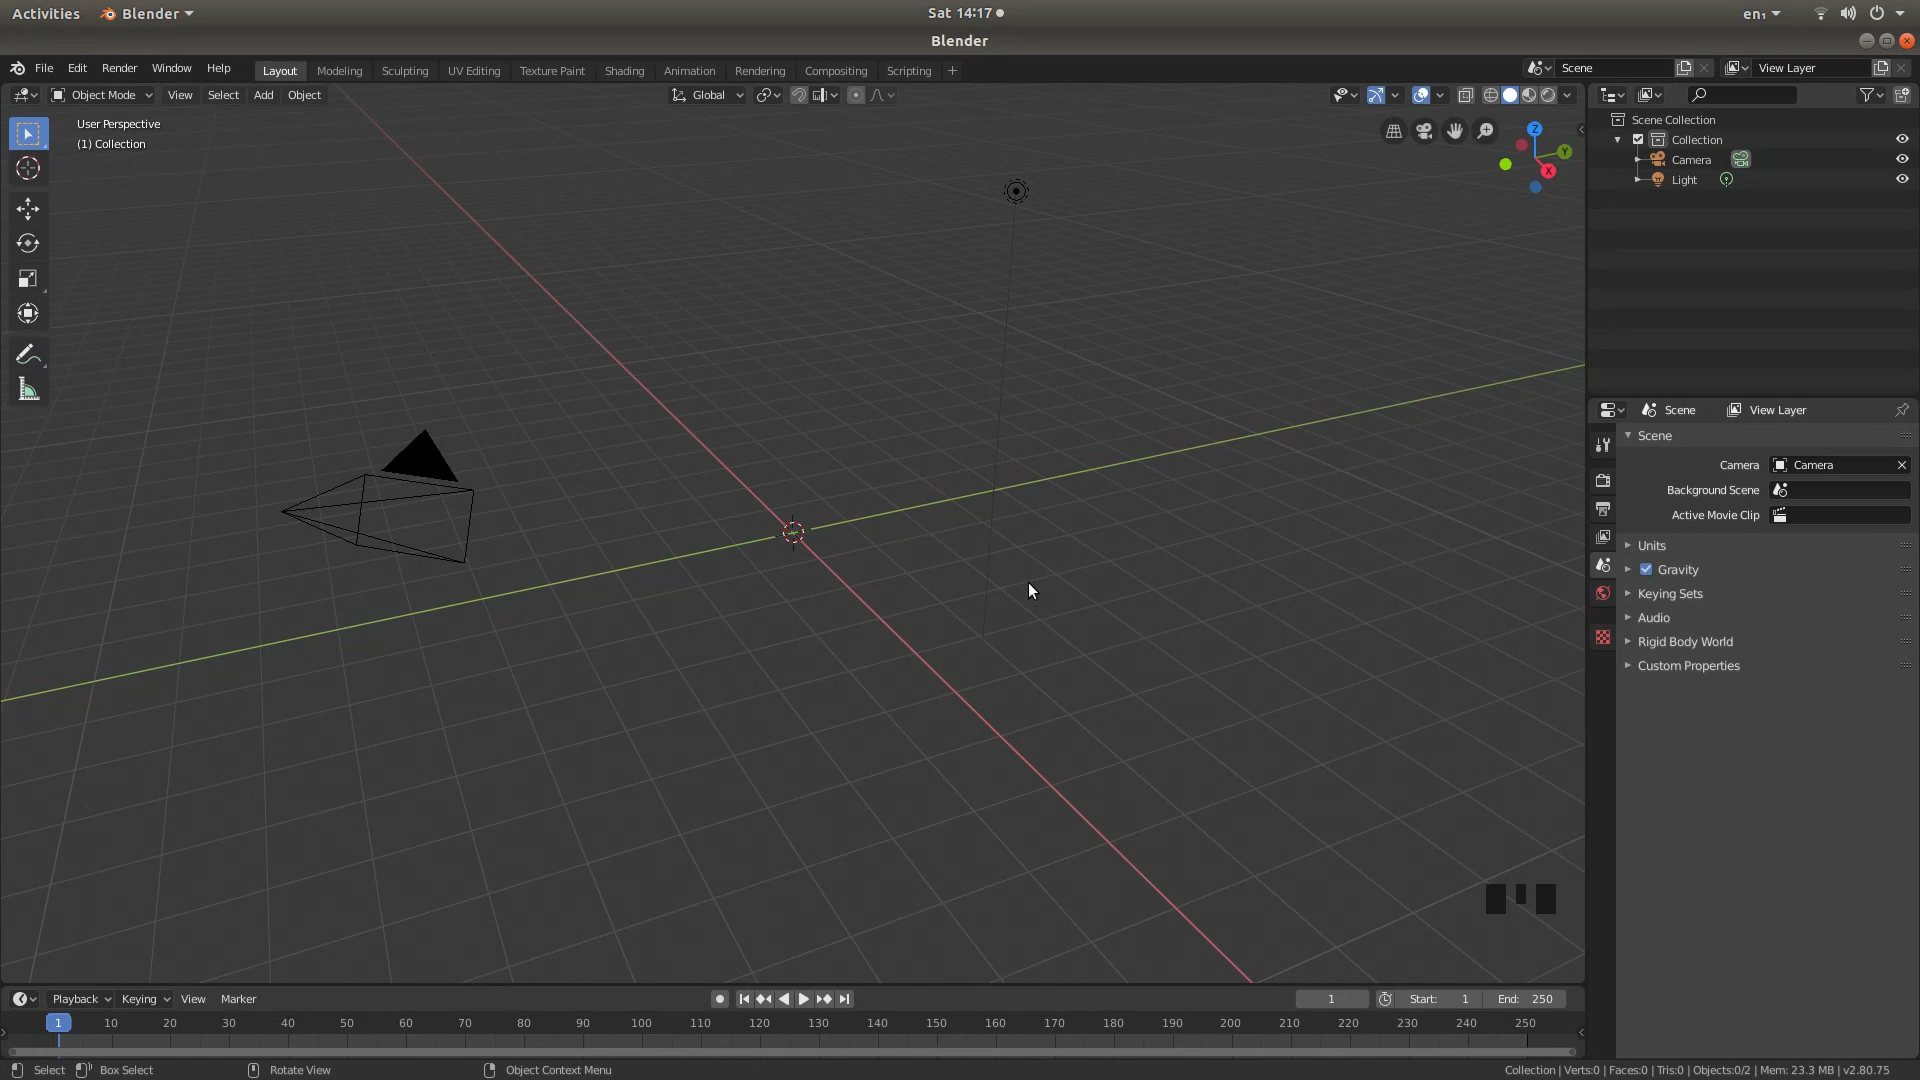 Activities Blender Sat 14:17 en₁
Blender
File Edit Render Window Help Layout Modeling Sculpting UV Editing Texture Paint Shading Animation Rendering Compositing Scripting + Scene View Layer
Object Mode View Select Add Object Global
User Perspective
(1) Collection
Z
Y
X
Scene Collection
Collection
Camera
Light
Scene View Layer
Scene
Camera Camera
Background Scene
Active Movie Clip
Units
Gravity
Keying Sets
Audio
Rigid Body World
Custom Properties
Playback Keying View Marker 1 Start: 1 End: 250
1 10 20 30 40 50 60 70 80 90 100 110 120 130 140 150 160 170 180 190 200 210 220 230 240 250
Select Box Select Rotate View Object Context Menu Collection | Verts:0 | Faces:0 | Tris:0 | Objects:0/2 | Mem: 23.3 MB | v2.80.75